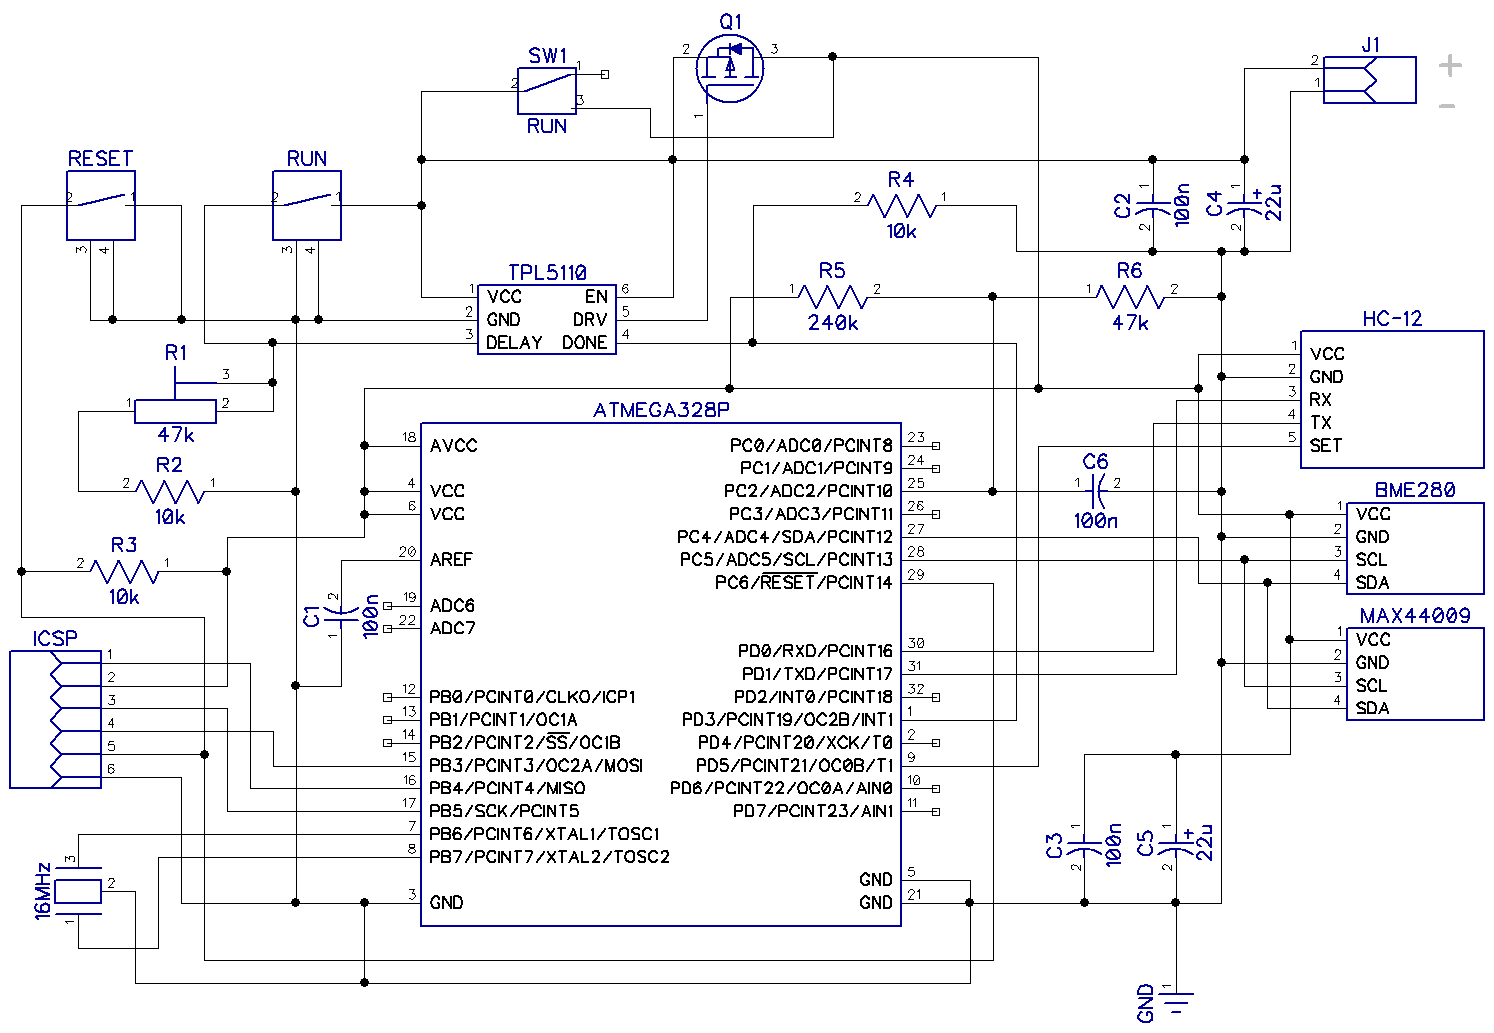 Q1
2 3
1
SW1
2 1
3
RUN
J1
2 +
1 -
RESET
2 1
3 4
RUN
2 1
3 4
R4
2 1
10k
C2 1 2 100n
C4 1 + 2 22u
TPL5110
1 VCC EN 6
2 GND DRV 5
3 DELAY DONE 4
R5
1 2
240k
R6
1 2
47k
HC-12
1 VCC
2 GND
3 RX
4 TX
5 SET
R1
3
1 2
47k
R2
2 1
10k
R3
2 1
10k
C1 2 1 100n
ATMEGA328P
18 AVCC
4 VCC
6 VCC
20 AREF
19 ADC6
22 ADC7
12 PB0/PCINT0/CLKO/ICP1
13 PB1/PCINT1/OC1A
14 PB2/PCINT2/SS/OC1B
15 PB3/PCINT3/OC2A/MOSI
16 PB4/PCINT4/MISO
17 PB5/SCK/PCINT5
7 PB6/PCINT6/XTAL1/TOSC1
8 PB7/PCINT7/XTAL2/TOSC2
3 GND
PC0/ADC0/PCINT8 23
PC1/ADC1/PCINT9 24
PC2/ADC2/PCINT10 25
PC3/ADC3/PCINT11 26
PC4/ADC4/SDA/PCINT12 27
PC5/ADC5/SCL/PCINT13 28
PC6/RESET/PCINT14 29
PD0/RXD/PCINT16 30
PD1/TXD/PCINT17 31
PD2/INT0/PCINT18 32
PD3/PCINT19/OC2B/INT1 1
PD4/PCINT20/XCK/T0 2
PD5/PCINT21/OC0B/T1 9
PD6/PCINT22/OC0A/AIN0 10
PD7/PCINT23/AIN1 11
GND 5
GND 21
C6
1 2
100n
BME280
1 VCC
2 GND
3 SCL
4 SDA
MAX44009
1 VCC
2 GND
3 SCL
4 SDA
ICSP
1
2
3
4
5
6
16MHz
3
2
1
C3 1 2 100n
C5 1 + 2 22u
GND 1